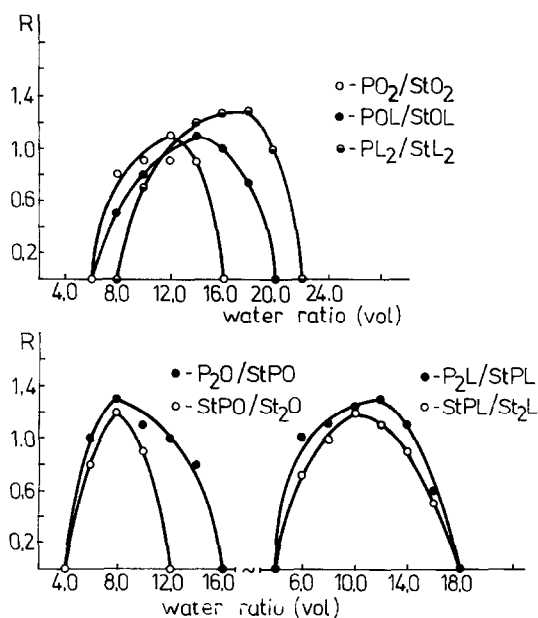 R
1.4
1.0
0.6
0.2
○-PO₂/StO₂
●-POL/StOL
◒-PL₂/StL₂
4.0 8.0 12.0 16.0 20.0 24.0
water ratio (vol)
R
1.4
1.0
0.6
0.2
●-P₂O/StPO
○-StPO/St₂O
●-P₂L/StPL
○-StPL/St₂L
4.0 8.0 12.0 16.0 ~ 6.0 10.0 14.0 18.0
water ratio (vol)